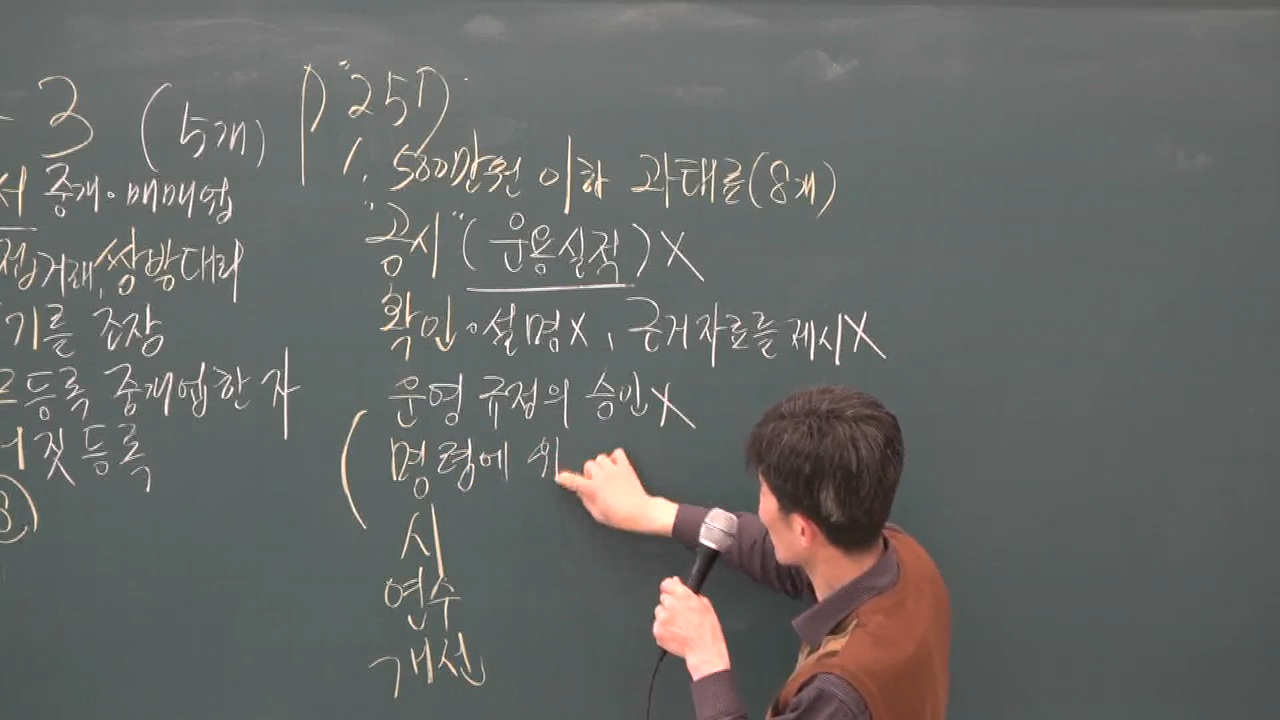 3 (5개)
서 중개·매매업
접거래, 쌍방대리
기를 조장
등록 중개업한 자
짓등록
P"257)
1. 500만원 이하 과태료(8개)
"공시"(운용실적)X
확인·설명X, 근거자료를 제시X
운영 규정의 승인X
(명령에 위
시
연수
개선